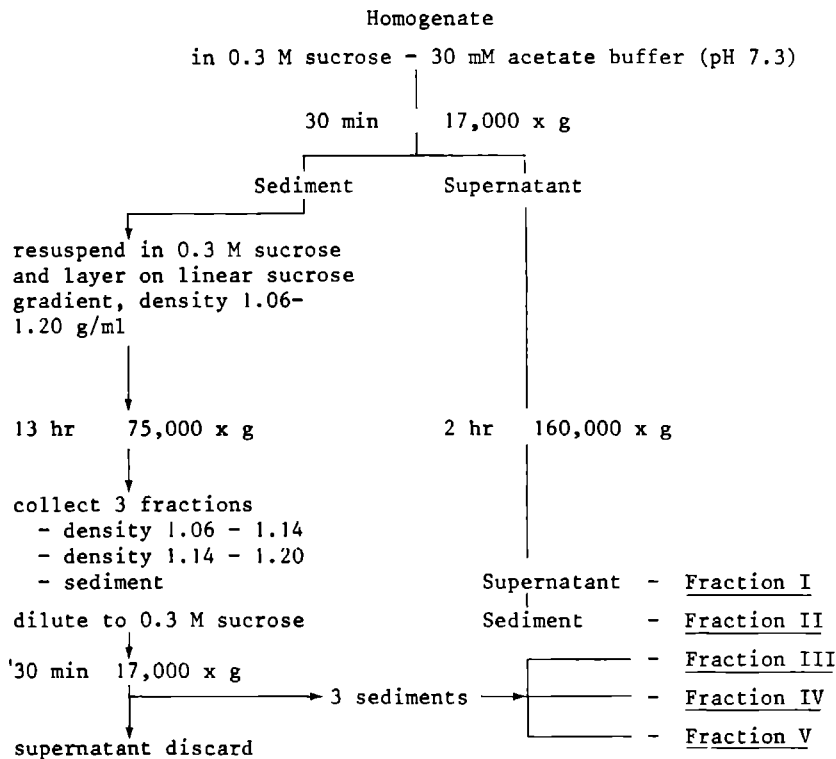 Homogenate
in 0.3 M sucrose - 30 mM acetate buffer (pH 7.3)
30 min 17,000 x g
Sediment Supernatant
resuspend in 0.3 M sucrose
and layer on linear sucrose
gradient, density 1.06-
1.20 g/ml
13 hr 75,000 x g 2 hr 160,000 x g
collect 3 fractions
- density 1.06 - 1.14
- density 1.14 - 1.20
- sediment
Supernatant - Fraction I
dilute to 0.3 M sucrose
Sediment - Fraction II
30 min 17,000 x g
3 sediments
- Fraction III
- Fraction IV
- Fraction V
supernatant discard